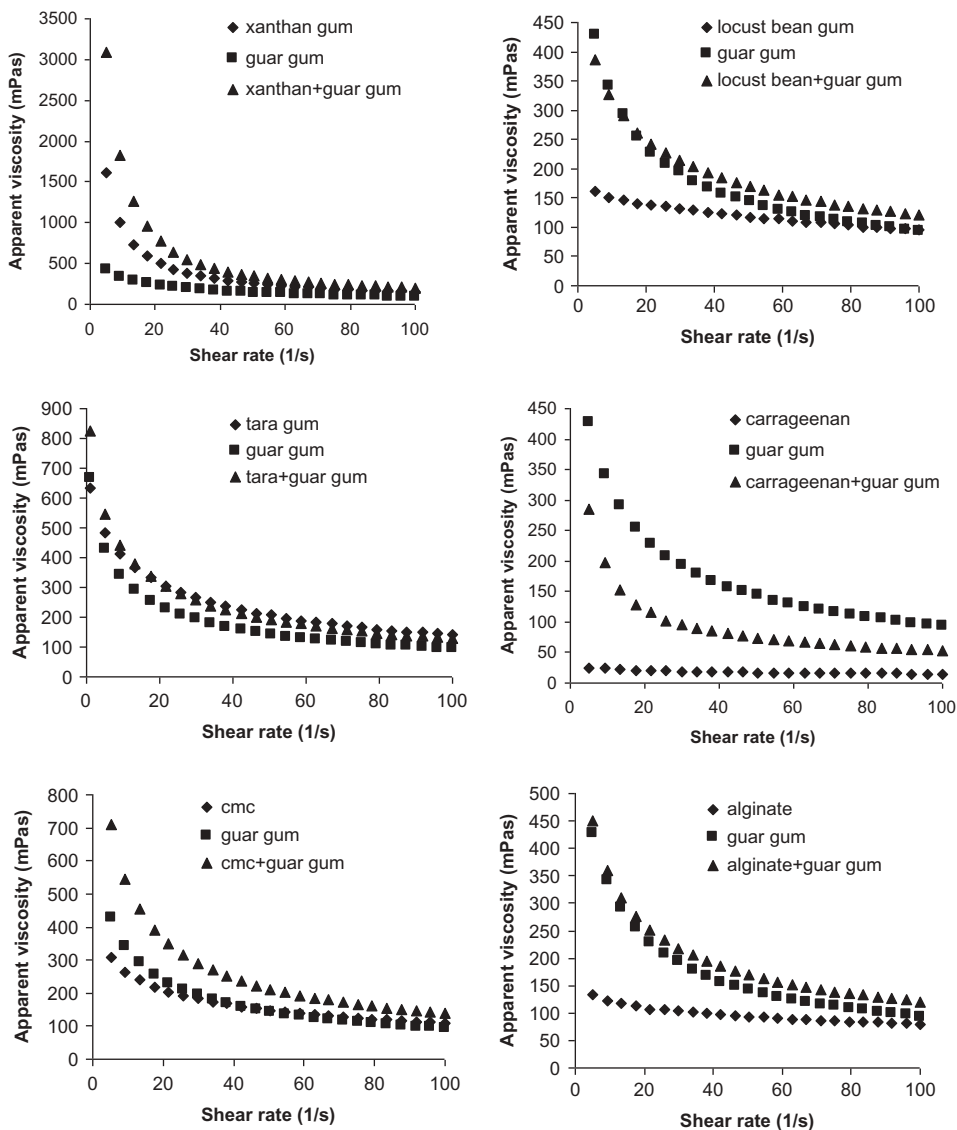 3500
3000
2500
2000
1500
1000
500
0
Apparent viscosity (mPas)
xanthan gum
guar gum
xanthan+guar gum
0 20 40 60 80 100
Shear rate (1/s)
450
400
350
300
250
200
150
100
50
0
Apparent viscosity (mPas)
locust bean gum
guar gum
locust bean+guar gum
0 20 40 60 80 100
Shear rate (1/s)
900
800
700
600
500
400
300
200
100
0
Apparent viscosity (mPas)
tara gum
guar gum
tara+guar gum
0 20 40 60 80 100
Shear rate (1/s)
450
400
350
300
250
200
150
100
50
0
Apparent viscosity (mPas)
carrageenan
guar gum
carrageenan+guar gum
0 20 40 60 80 100
Shear rate (1/s)
800
700
600
500
400
300
200
100
0
Apparent viscosity (mPas)
cmc
guar gum
cmc+guar gum
0 20 40 60 80 100
Shear rate (1/s)
500
450
400
350
300
250
200
150
100
50
0
Apparent viscosity (mPas)
alginate
guar gum
alginate+guar gum
0 20 40 60 80 100
Shear rate (1/s)